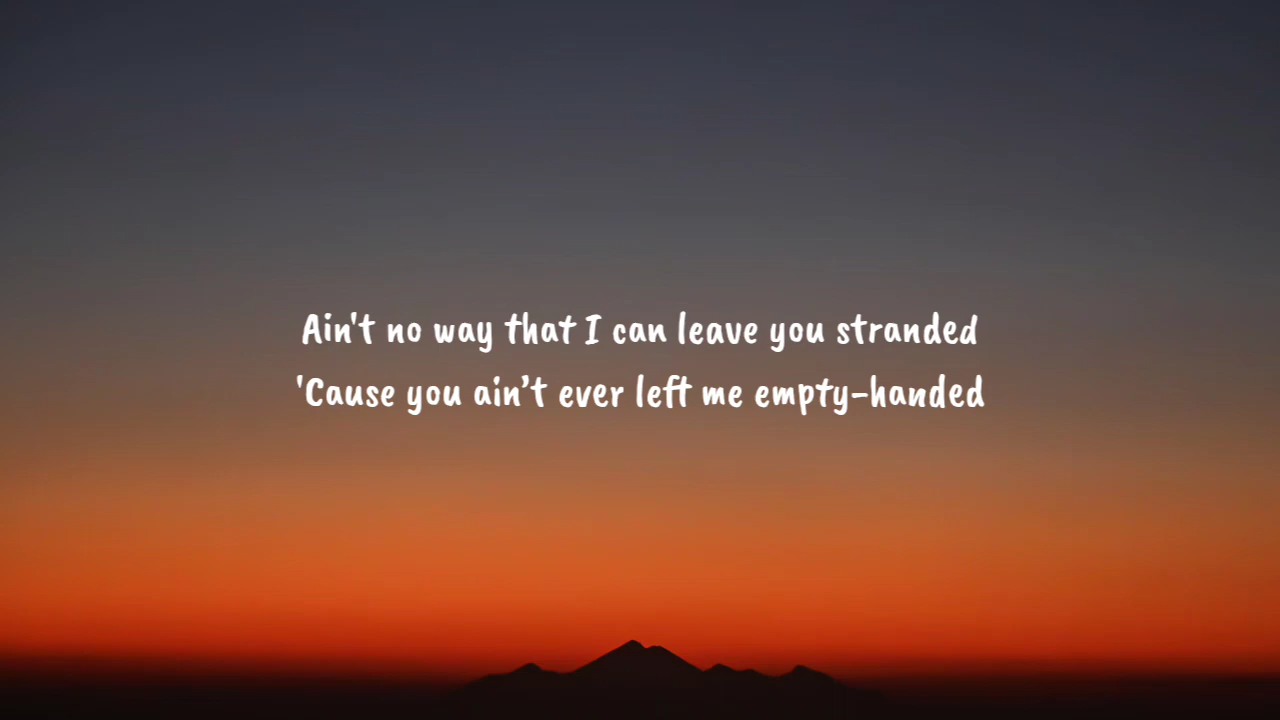 Ain't no way that I can leave you stranded
'Cause you ain’t ever left me empty-handed